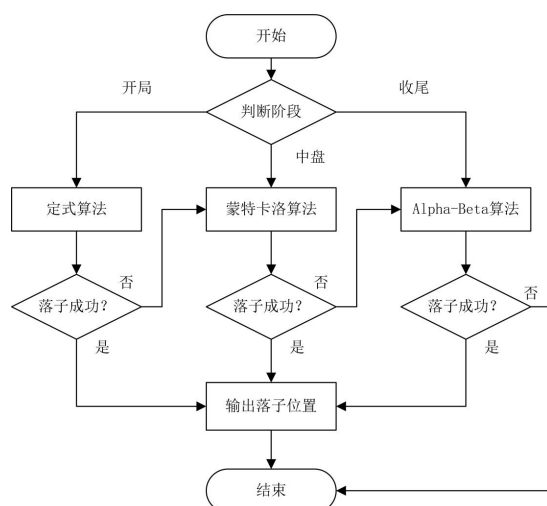 开始
开局
判断阶段
收尾
中盘
定式算法
蒙特卡洛算法
Alpha-Beta算法
落子成功？
否
落子成功？
否
落子成功？
否
是
是
是
输出落子位置
结束